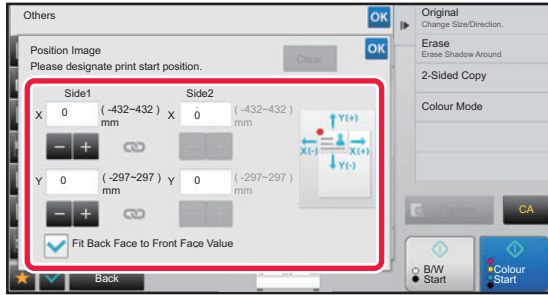 Others
OK
Position Image
Please designate print start position.
Clear
OK
Side1
Side2
X 0 ( -432~432 ) mm
X 0 ( -432~432 ) mm
Y(+)
X(-) X(+)
Y(-)
Y 0 ( -297~297 ) mm
Y 0 ( -297~297 ) mm
Fit Back Face to Front Face Value
Back
Original
Change Size/Direction.
Erase
Erase Shadow Around
2-Sided Copy
Colour Mode
Preview
CA
B/W
Start
Colour
Start